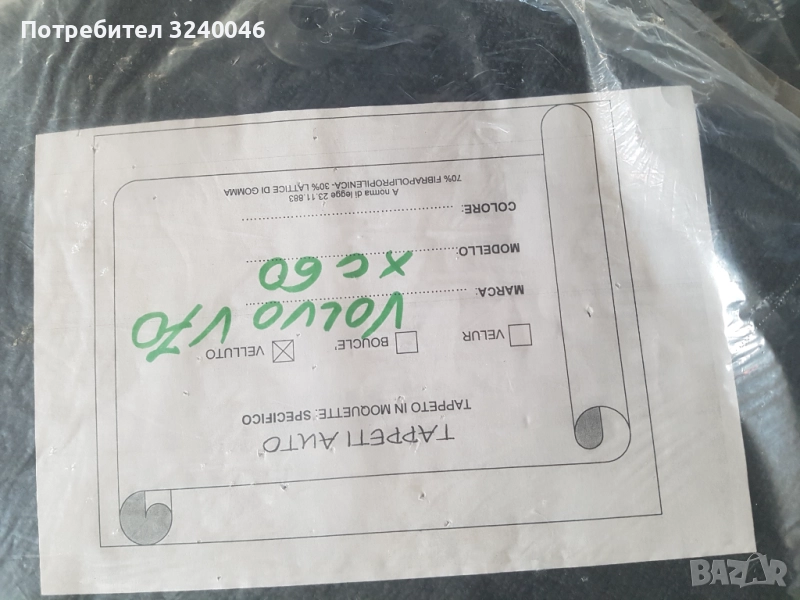 Потребител 3240046
TAPPETI AUTO
TAPPETO IN MOQUETTE SPECIFICO
VELUR BOUCLE' VELLUTO
VOLVO V70
MARCA:
XC60
MODELLO:
COLORE:
A norma di legge 23.11.883
70% FIBRAPOLIPROPILENICA- 30% LATTICE DI GOMMA
BAZAR